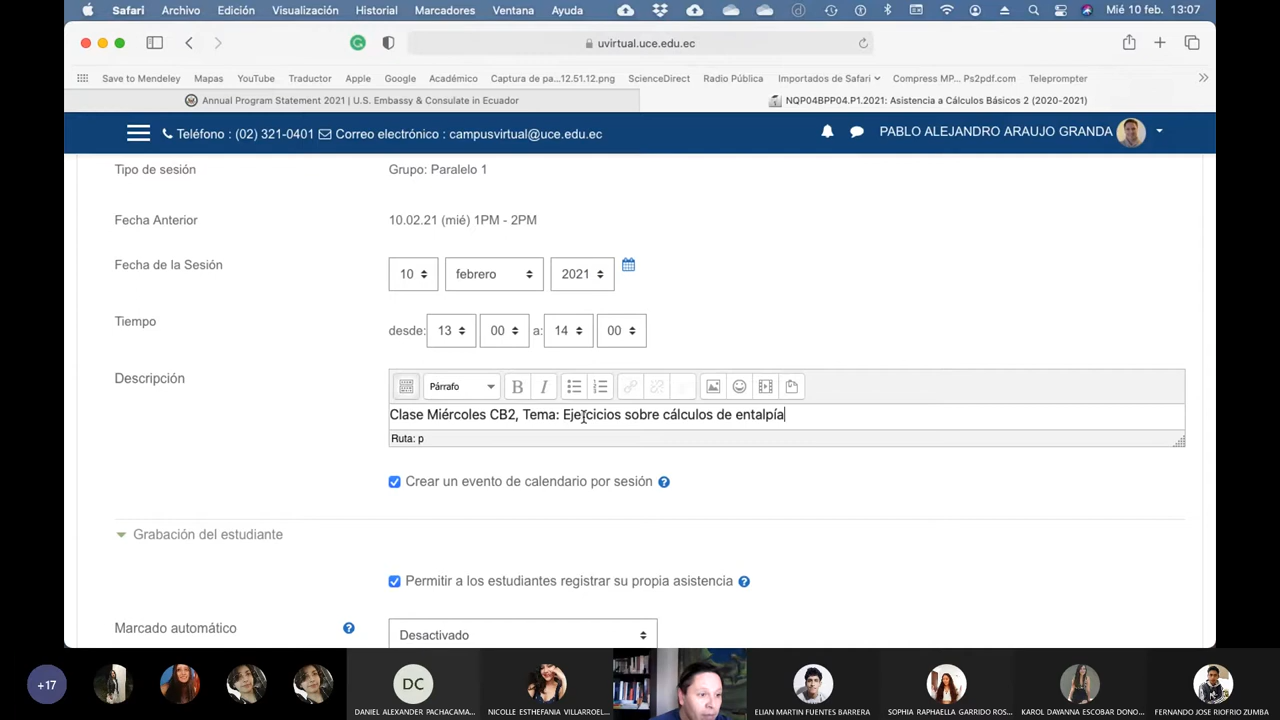 Safari Archivo Edición Visualización Historial Marcadores Ventana Ayuda Mié 10 feb. 13:07
uvirtual.uce.edu.ec
Save to Mendeley Mapas YouTube Traductor Apple Google Académico Captura de pa...12.51.12.png ScienceDirect Radio Pública Importados de Safari Compress MP... Ps2pdf.com Teleprompter
Annual Program Statement 2021 | U.S. Embassy & Consulate in Ecuador NQP04BPP04.P1.2021: Asistencia a Cálculos Básicos 2 (2020-2021)
Teléfono : (02) 321-0401 Correo electrónico : campusvirtual@uce.edu.ec PABLO ALEJANDRO ARAUJO GRANDA
Tipo de sesión Grupo: Paralelo 1
Fecha Anterior 10.02.21 (mié) 1PM - 2PM
Fecha de la Sesión 10 febrero 2021
Tiempo desde: 13 00 a: 14 00
Descripción Párrafo B I
Clase Miércoles CB2, Tema: Ejercicios sobre cálculos de entalpía
Ruta: p
Crear un evento de calendario por sesión
Grabación del estudiante
Permitir a los estudiantes registrar su propia asistencia
Marcado automático Desactivado
+17 DC
DANIEL ALEXANDER PACHACAMA... NICOLLE ESTHEFANIA VILLARROEL... ELIAN MARTIN FUENTES BARRERA SOPHIA RAPHAELLA GARRIDO ROS... KAROL DAYANNA ESCOBAR DONO... FERNANDO JOSE RIOFRIO ZUMBA